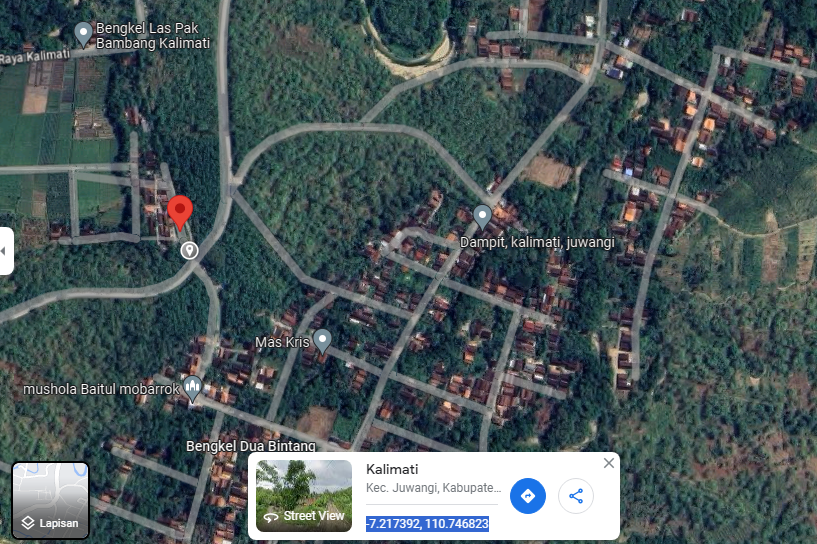 Bengkel Las Pak
Bambang Kalimati
Raya Kalimati
Dampit, kalimati, juwangi
Mas Kris
mushola Baitul mobarrok
Bengkel Dua Bintang
Lapisan
Street View
Kalimati
Kec. Juwangi, Kabupate...
-7.217392, 110.746823